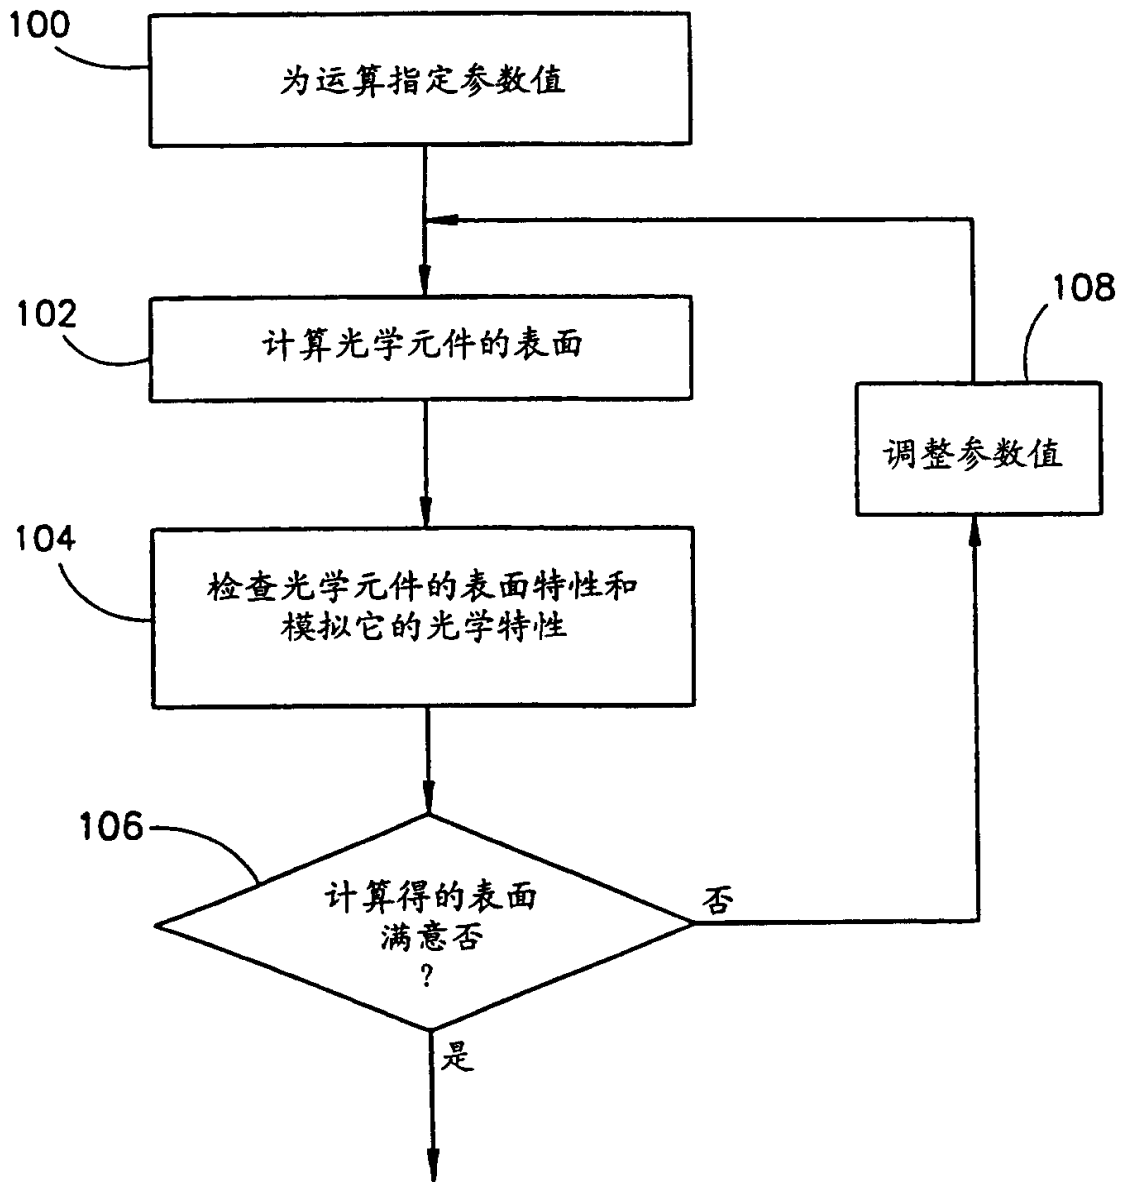 100
为运算指定参数值
102
计算光学元件的表面
108
调整参数值
104
检查光学元件的表面特性和
模拟它的光学特性
106
计算得的表面
满意否
?
否
是